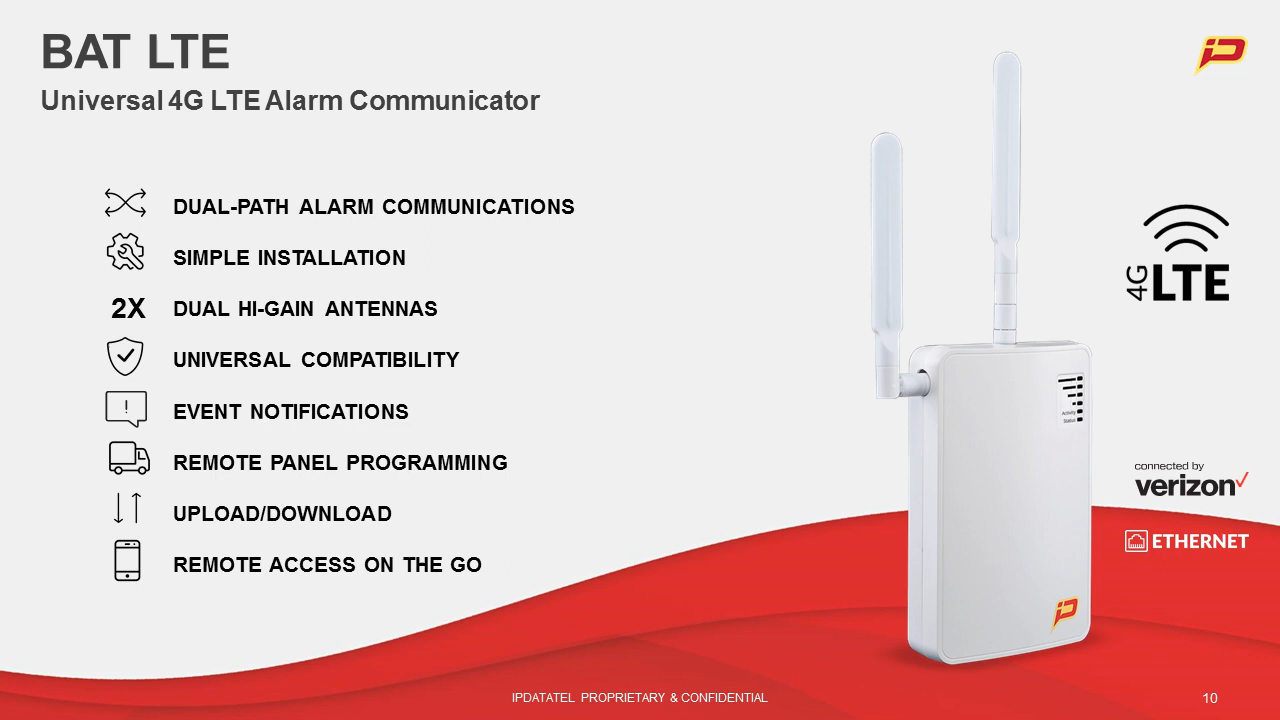 BAT LTE
Universal 4G LTE Alarm Communicator
DUAL-PATH ALARM COMMUNICATIONS
SIMPLE INSTALLATION
2X DUAL HI-GAIN ANTENNAS
UNIVERSAL COMPATIBILITY
! EVENT NOTIFICATIONS
REMOTE PANEL PROGRAMMING
UPLOAD/DOWNLOAD
REMOTE ACCESS ON THE GO
iD
4G LTE
Activity
Status
connected by
verizon
ETHERNET
iD
IPDATATEL PROPRIETARY & CONFIDENTIAL
10